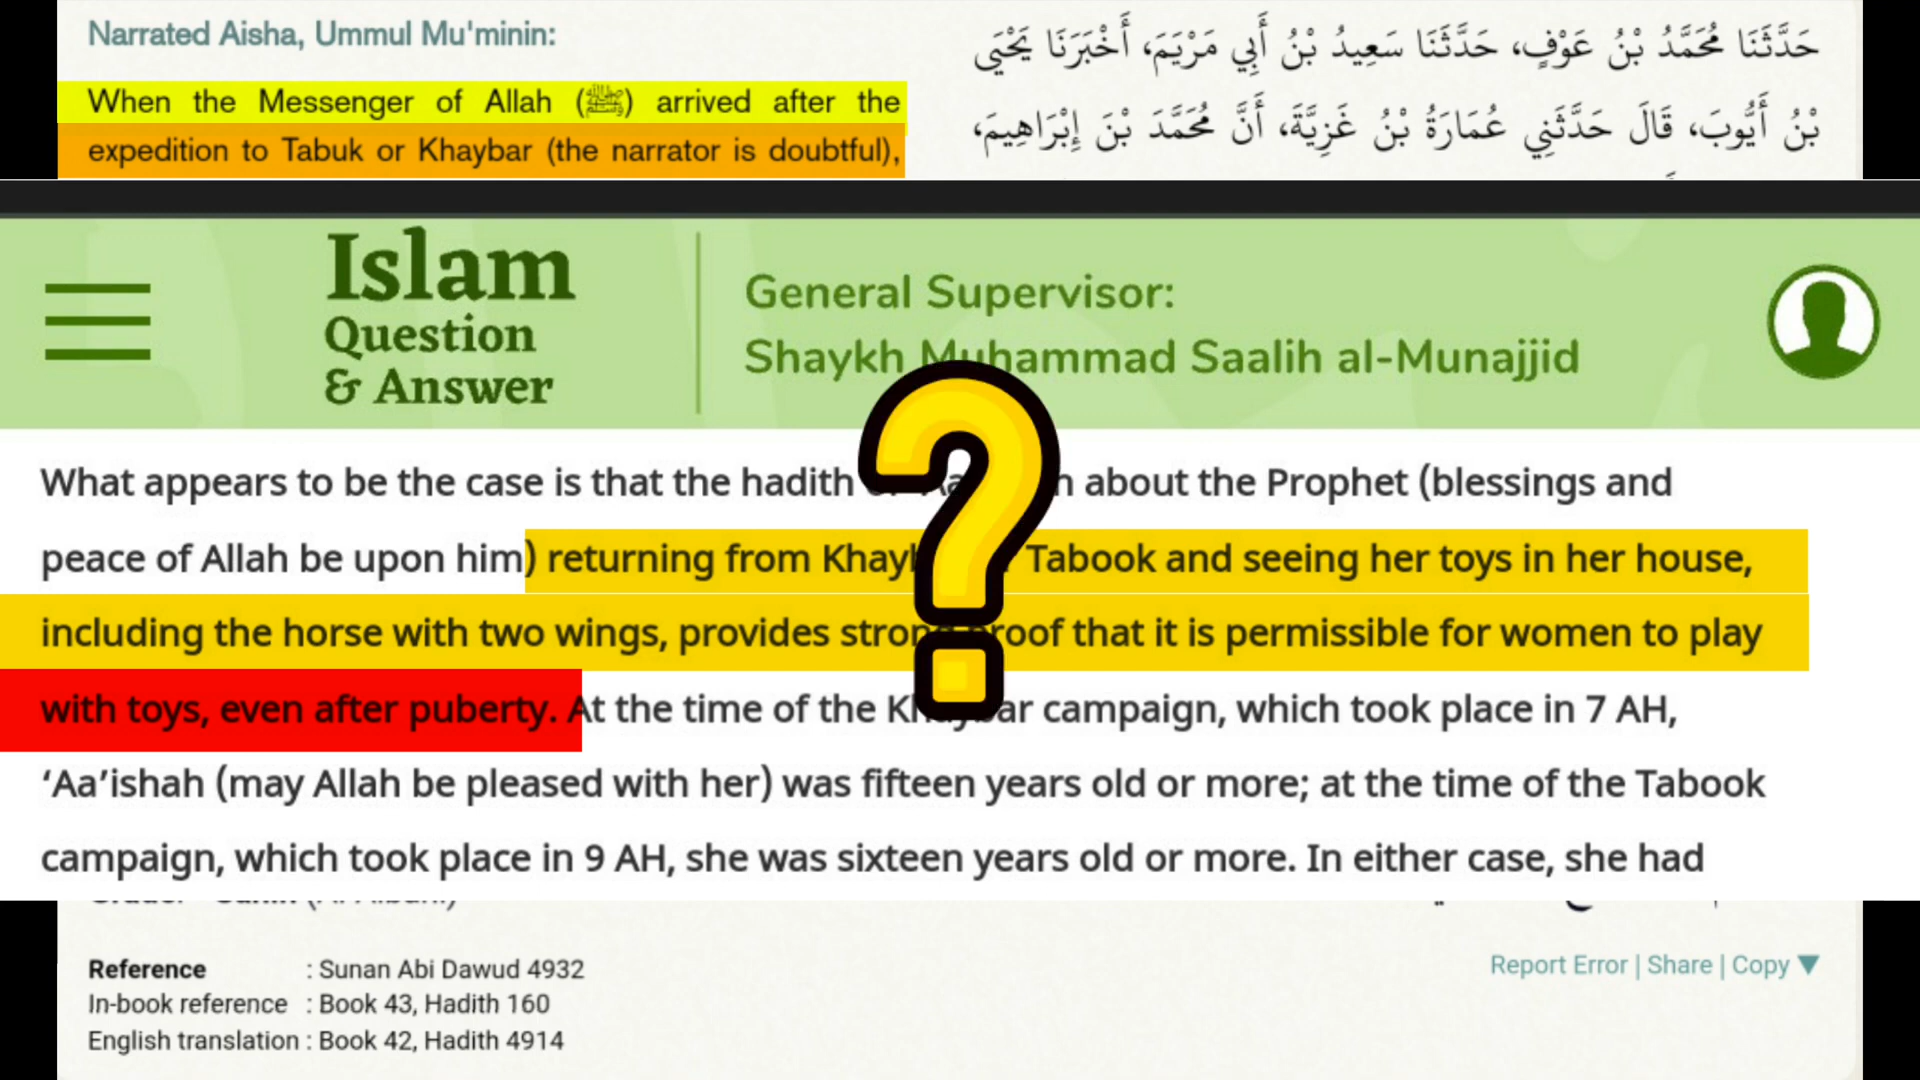 Narrated Aisha, Ummul Mu'minin:
When the Messenger of Allah (ﷺ) arrived after the
expedition to Tabuk or Khaybar (the narrator is doubtful),
حَدَّثَنَا مُحَمَّدُ بْنُ عَوْفٍ، حَدَّثَنَا سَعِيدُ بْنُ أَبِي مَرْيَمَ، أَخْبَرَنَا يَحْيَى
بْنُ أَيُّوبَ، قَالَ حَدَّثَنِي عُمَارَةُ بْنُ غَزِيَّةَ، أَنَّ مُحَمَّدَ بْنَ إِبْرَاهِيمَ،
Islam
Question
& Answer
General Supervisor:
Shaykh Muhammad Saalih al-Munajjid
What appears to be the case is that the hadith about the Prophet (blessings and
peace of Allah be upon him) returning from Tabook and seeing her toys in her house,
including the horse with two wings, provides strong proof that it is permissible for women to play
with toys, even after puberty. At the time of the Khaybar campaign, which took place in 7 AH,
‘Aa’ishah (may Allah be pleased with her) was fifteen years old or more; at the time of the Tabook
campaign, which took place in 9 AH, she was sixteen years old or more. In either case, she had
Reference : Sunan Abi Dawud 4932
In-book reference : Book 43, Hadith 160
English translation : Book 42, Hadith 4914
Report Error | Share | Copy ▼